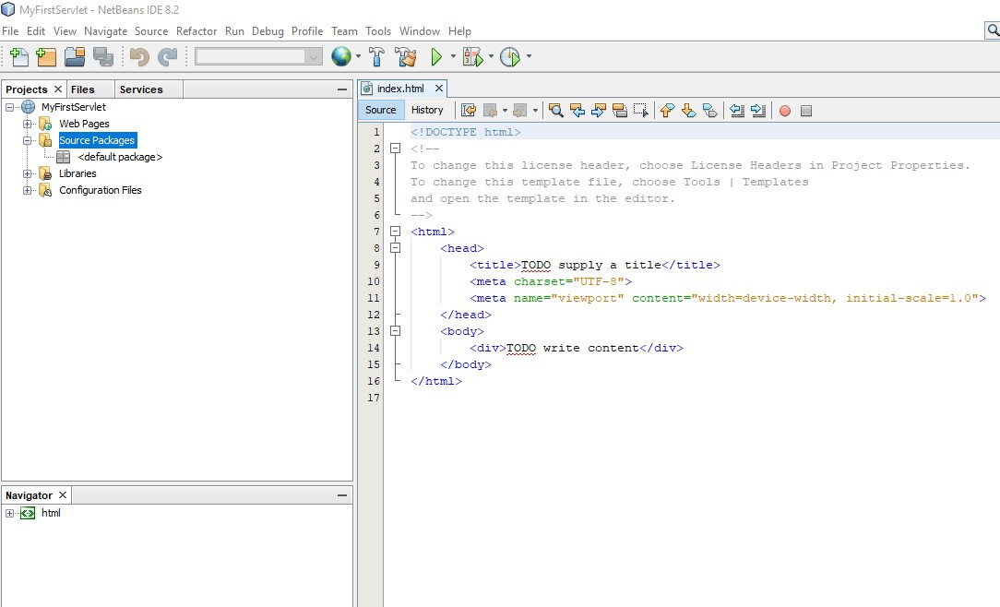 MyFirstServlet - NetBeans IDE 8.2
File Edit View Navigate Source Refactor Run Debug Profile Team Tools Window Help
Projects Files Services
MyFirstServlet
Web Pages
Source Packages
<default package>
Libraries
Configuration Files
Navigator
html
index.html
Source History
1 <!DOCTYPE html>
2 <!--
3 To change this license header, choose License Headers in Project Properties.
4 To change this template file, choose Tools | Templates
5 and open the template in the editor.
6 -->
7 <html>
8 <head>
9 <title>TODO supply a title</title>
10 <meta charset="UTF-8">
11 <meta name="viewport" content="width=device-width, initial-scale=1.0">
12 </head>
13 <body>
14 <div>TODO write content</div>
15 </body>
16 </html>
17